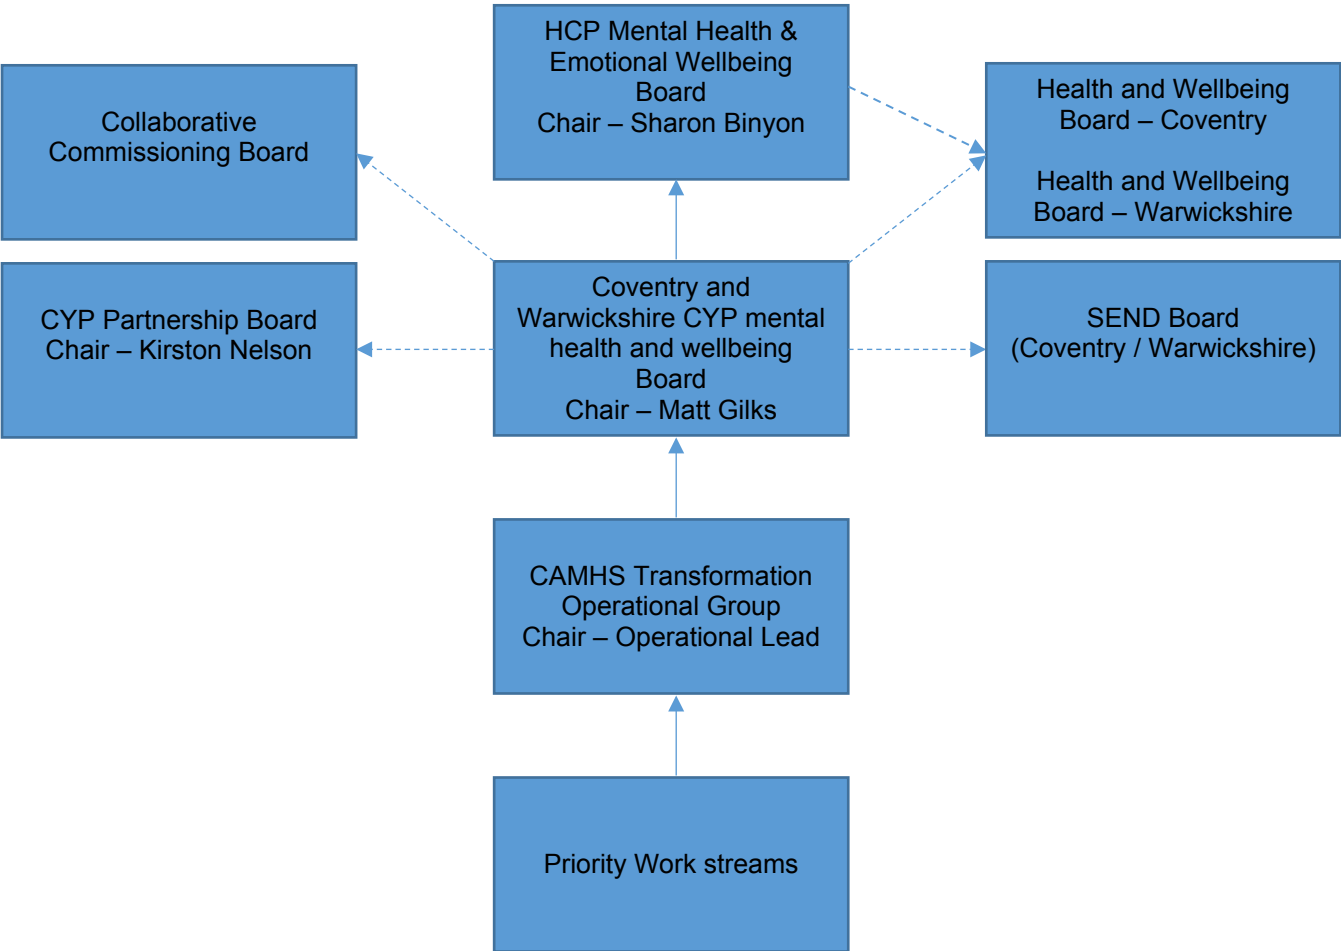 HCP Mental Health &
Emotional Wellbeing
Board
Chair – Sharon Binyon
Collaborative
Commissioning Board
Health and Wellbeing
Board – Coventry
Health and Wellbeing
Board – Warwickshire
CYP Partnership Board
Chair – Kirston Nelson
Coventry and
Warwickshire CYP mental
health and wellbeing
Board
Chair – Matt Gilks
SEND Board
(Coventry / Warwickshire)
CAMHS Transformation
Operational Group
Chair – Operational Lead
Priority Work streams